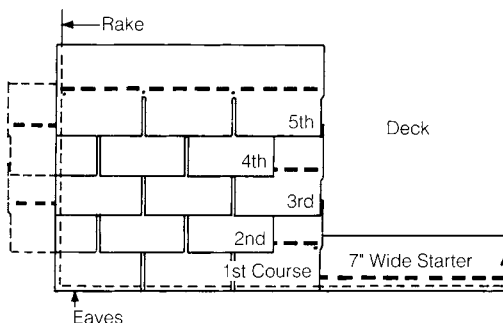 Rake
5th
Deck
4th
3rd
2nd
7" Wide Starter
1st Course
Eaves